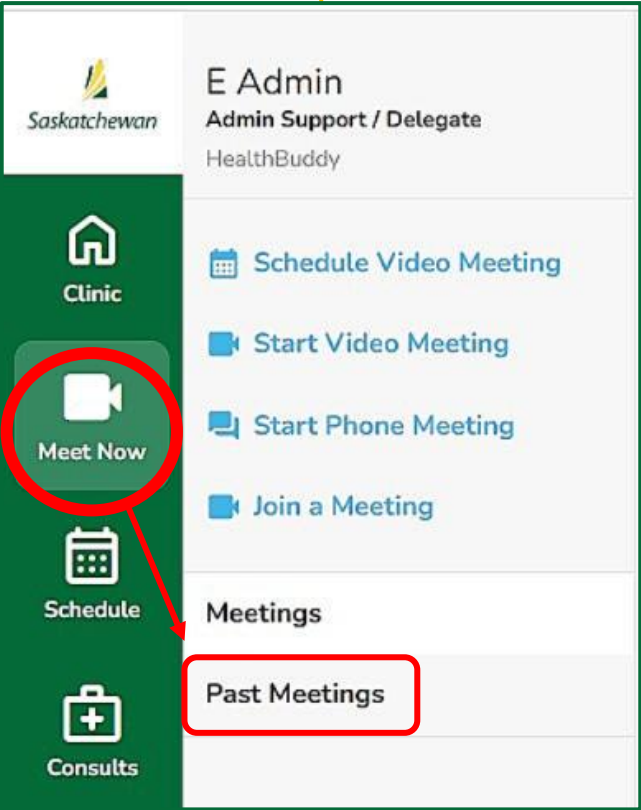 Saskatchewan
E Admin
Admin Support / Delegate
HealthBuddy
Clinic
Meet Now
Schedule
Consults
Schedule Video Meeting
Start Video Meeting
Start Phone Meeting
Join a Meeting
Meetings
Past Meetings